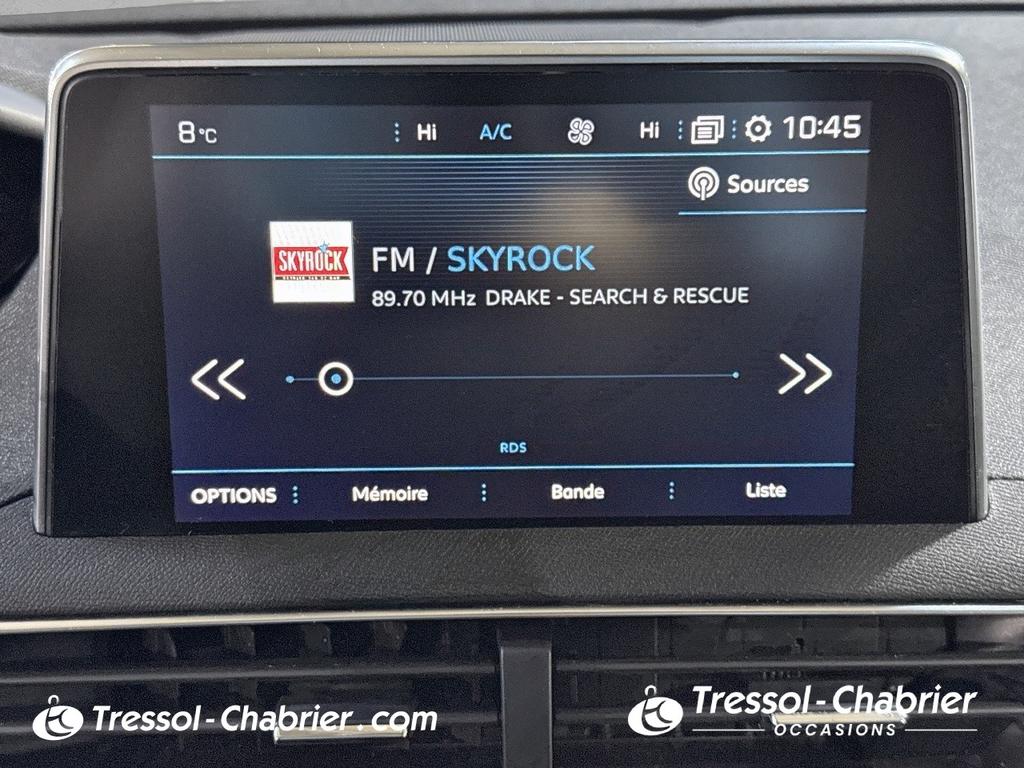 8°C Hi A/C Hi 10:45
Sources
SKYROCK
FM / SKYROCK
89.70 MHz DRAKE - SEARCH & RESCUE
RDS
OPTIONS Mémoire Bande Liste
Tressol-Chabrier.com
Tressol-Chabrier
OCCASIONS